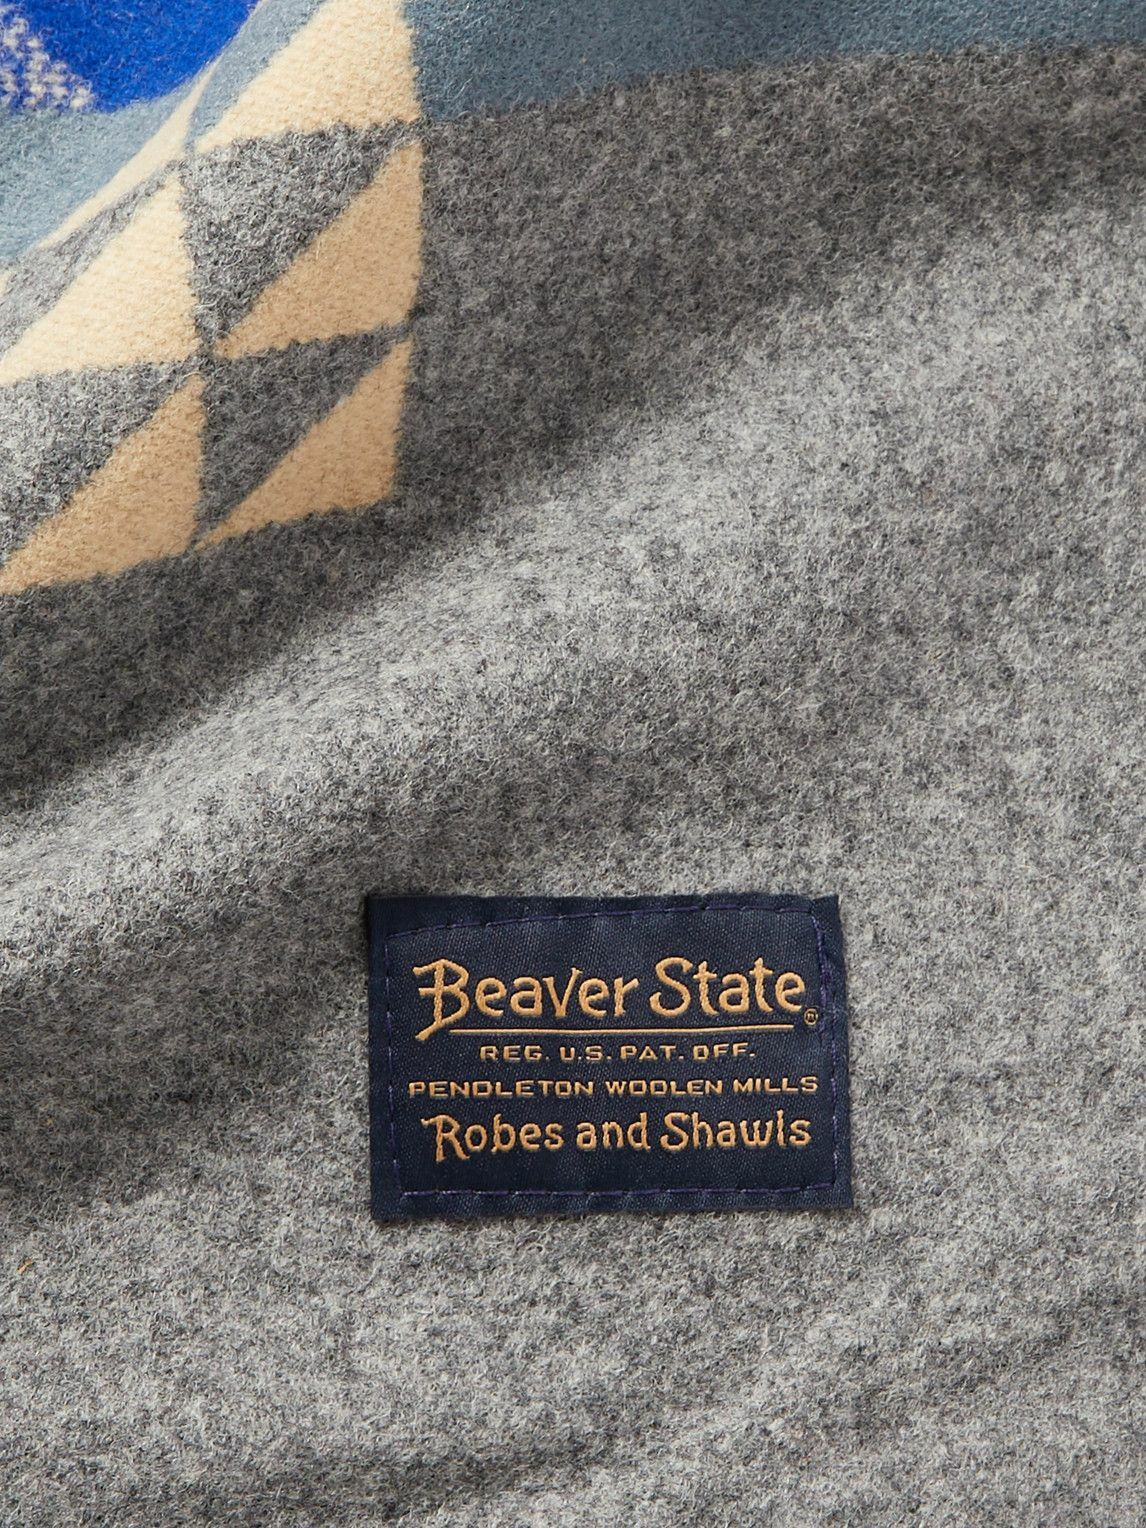 Beaver State®
REG. U.S. PAT. OFF.
PENDLETON WOOLEN MILLS
Robes and Shawls